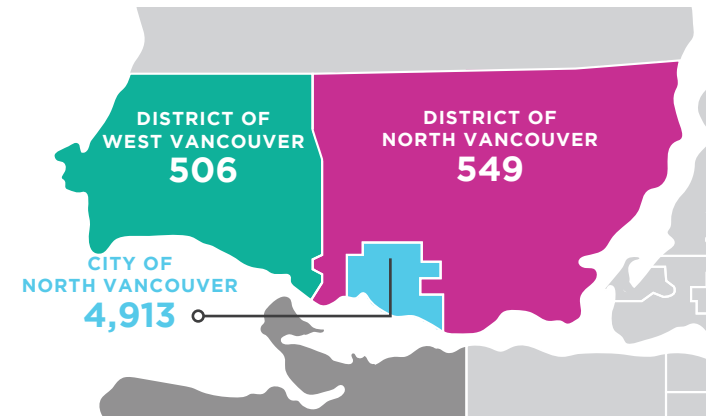 DISTRICT OF
WEST VANCOUVER
506
DISTRICT OF
NORTH VANCOUVER
549
CITY OF
NORTH VANCOUVER
4,913